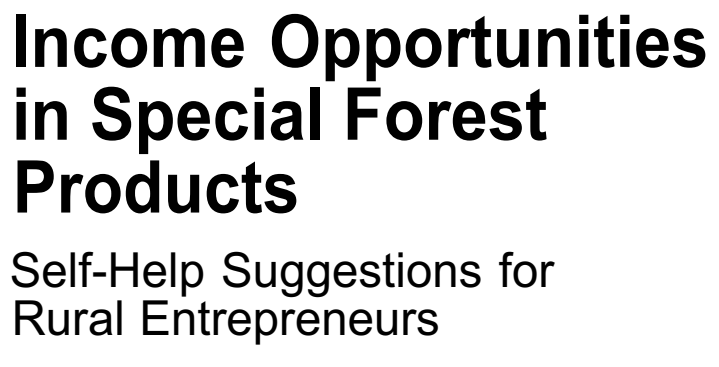 Income Opportunities
in Special Forest
Products
Self-Help Suggestions for
Rural Entrepreneurs